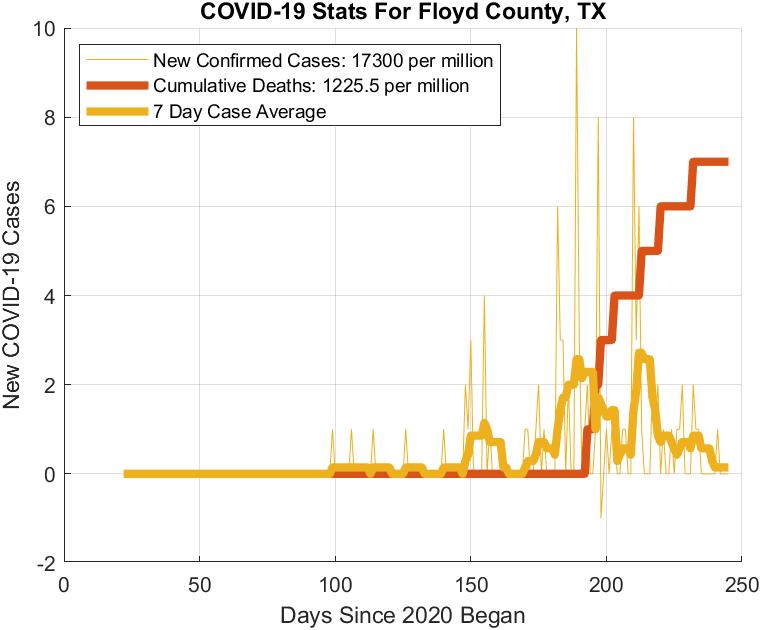 COVID-19 Stats For Floyd County, TX
New Confirmed Cases: 17300 per million
Cumulative Deaths: 1225.5 per million
7 Day Case Average
New COVID-19 Cases
10
8
6
4
2
0
-2
0 50 100 150 200 250
Days Since 2020 Began